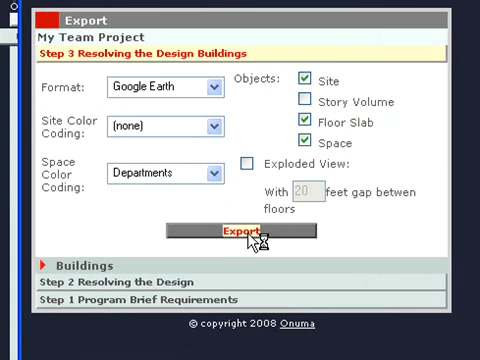 Export
My Team Project
Step 3 Resolving the Design Buildings
Format:
Google Earth
Objects:
Site
Story Volume
Floor Slab
Space
Site Color
Coding:
(none)
Space
Color
Coding:
Departments
Exploded View:
With 20 feet gap betwen
floors
Export
Buildings
Step 2 Resolving the Design
Step 1 Program Brief Requirements
© copyright 2008 Onuma